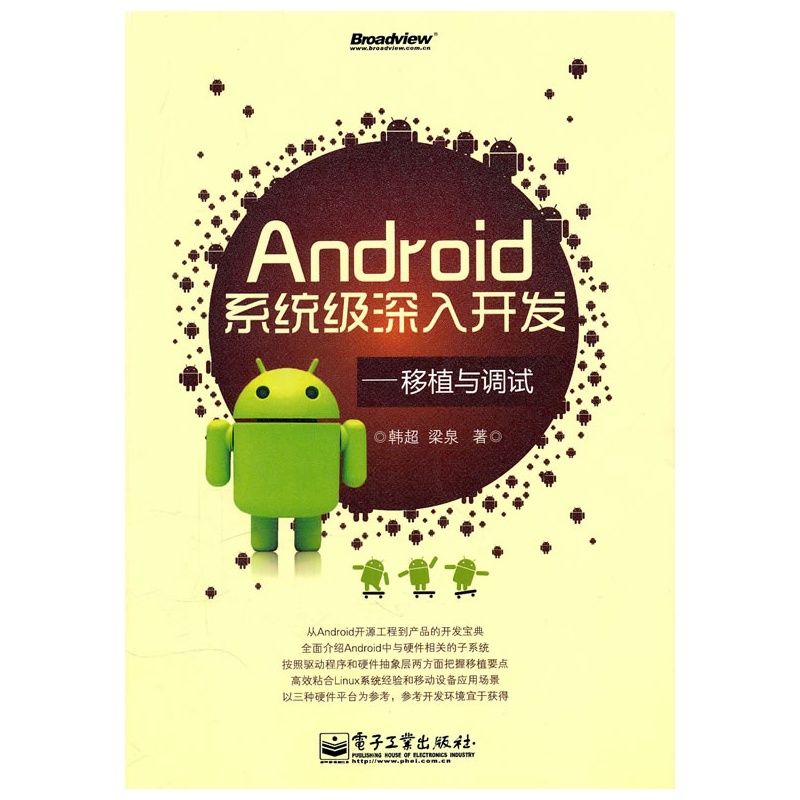 Broadview®
www.broadview.com.cn
Android
系统级深入开发
——移植与调试
◎韩超 梁泉 著◎
从Android开源工程到产品的开发宝典
全面介绍Android中与硬件相关的子系统
按照驱动程序和硬件抽象层两方面把握移植要点
高效粘合Linux系统经验和移动设备应用场景
以三种硬件平台为参考，参考开发环境宜于获得
電子工業出版社
PUBLISHING HOUSE OF ELECTRONICS INDUSTRY
http://www.phei.com.cn